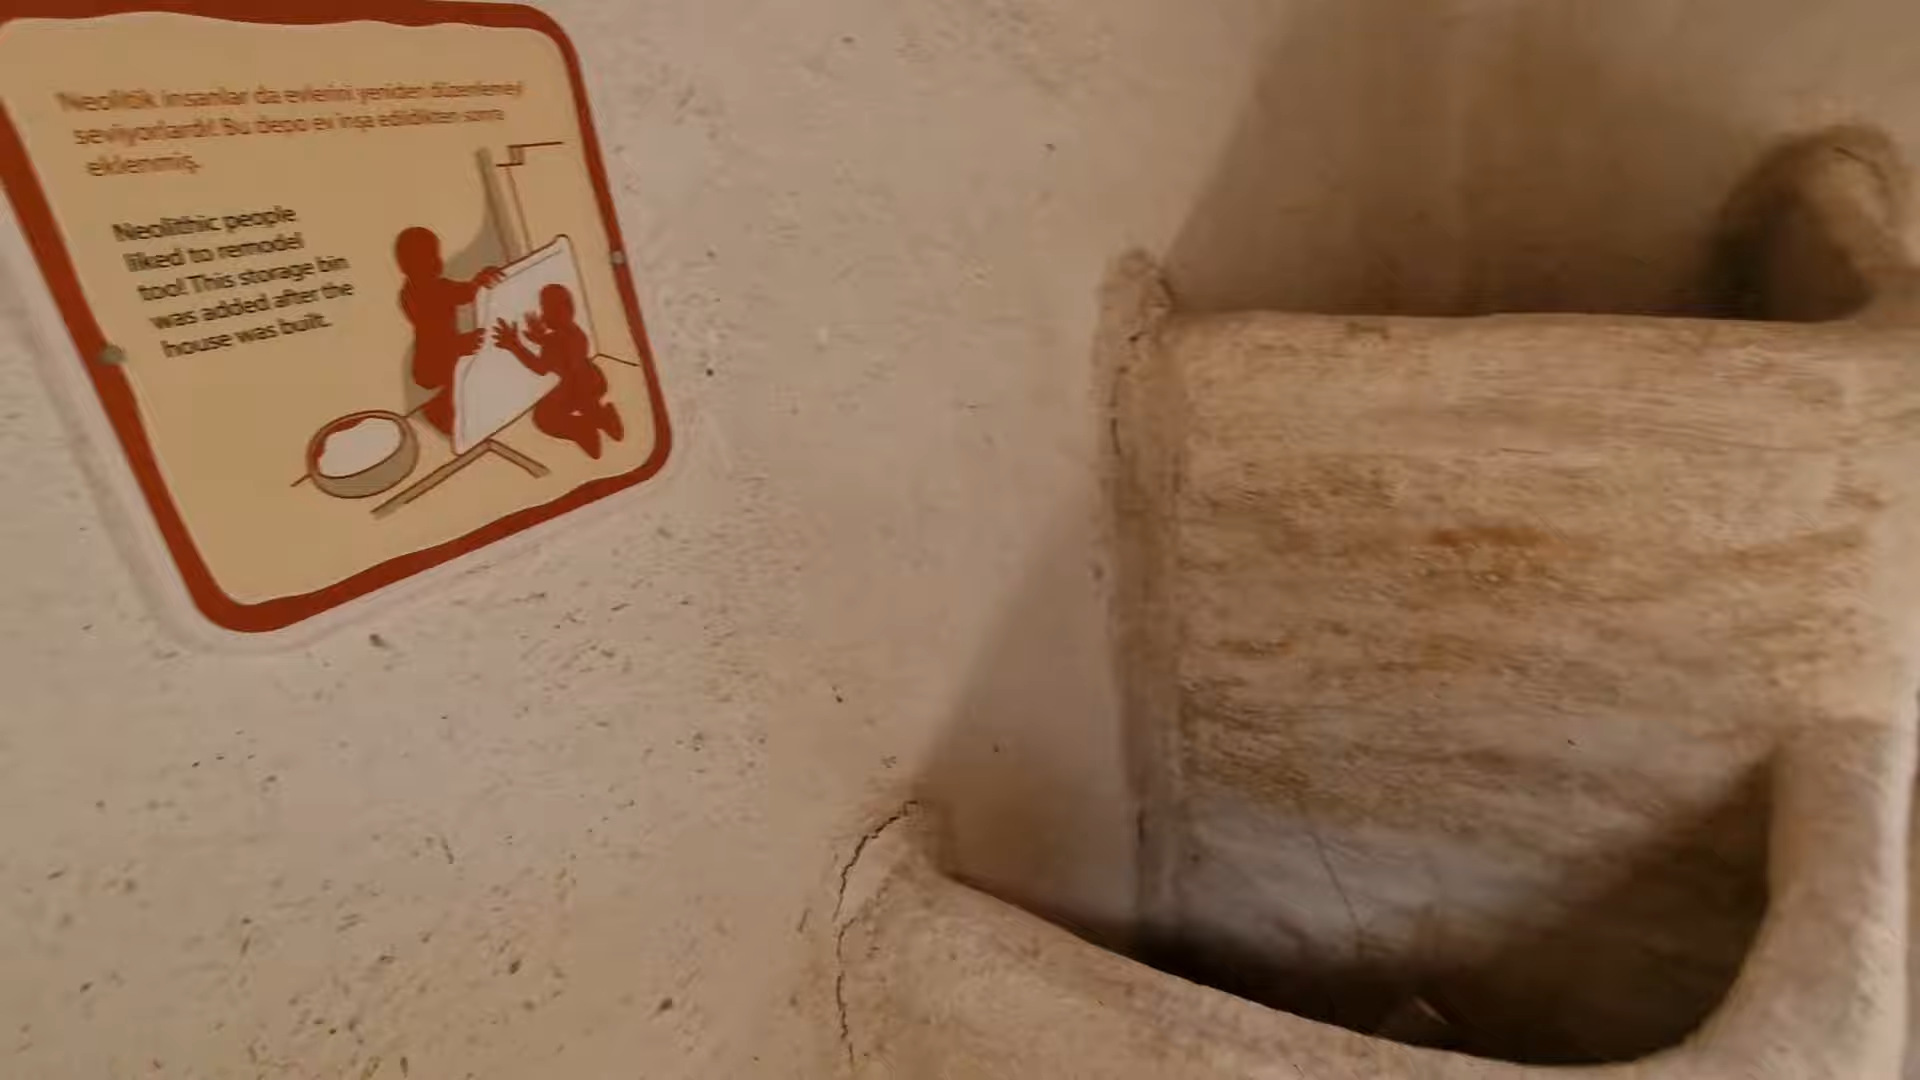 Neolitik insanlar da evlerini yeniden düzenlemeyi
seviyorlardı! Bu depo ev inşa edildikten sonra
eklenmiş.
Neolithic people
liked to remodel
too! This storage bin
was added after the
house was built.